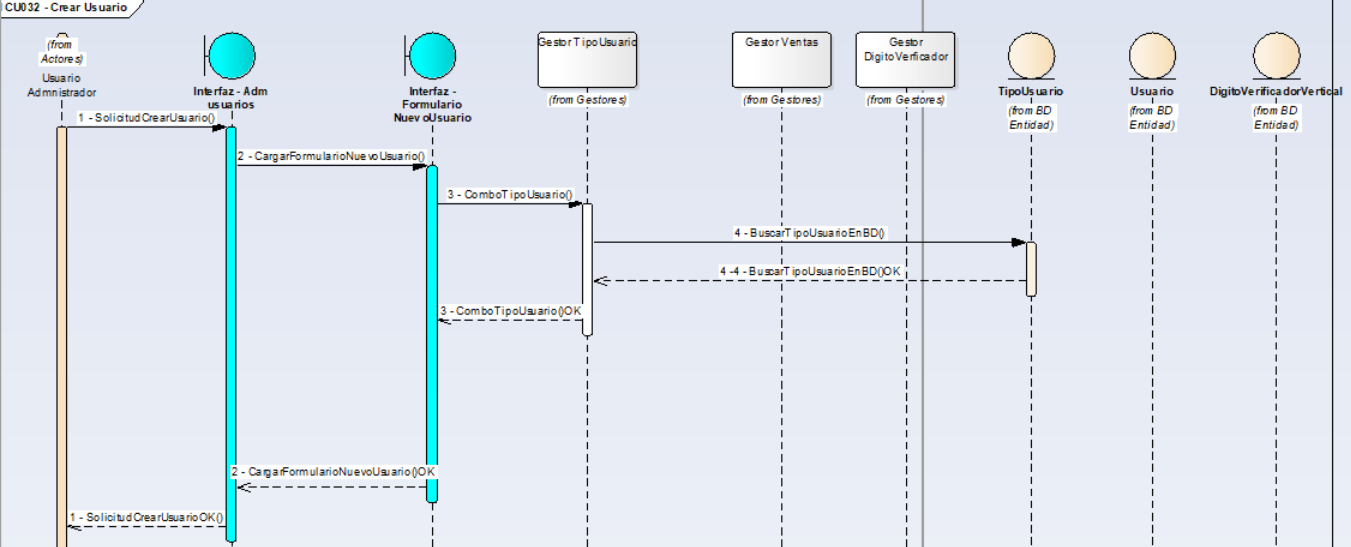 CU032 - Crear Usuario
(from
Actores)
Usuario
Admnistrador
Interfaz - Adm
usuarios
Interfaz -
Formulario
NuevoUsuario
Gestor TipoUsuario
(from Gestores)
Gestor Ventas
(from Gestores)
Gestor
DigitoVerficador
(from Gestores)
TipoUsuario
(from BD
Entidad)
Usuario
(from BD
Entidad)
DigitoVerificadorVertical
(from BD
Entidad)
1 - SolicitudCrearUsuario()
2 - CargarFormularioNuevoUsuario()
3 - ComboTipoUsuario()
4 - BuscarTipoUsuarioEnBD()
4 -4 - BuscarTipoUsuarioEnBD()OK
3 - ComboTipoUsuario()OK
2 - CargarFormularioNuevoUsuario()OK
1 - SolicitudCrearUsuarioOK()